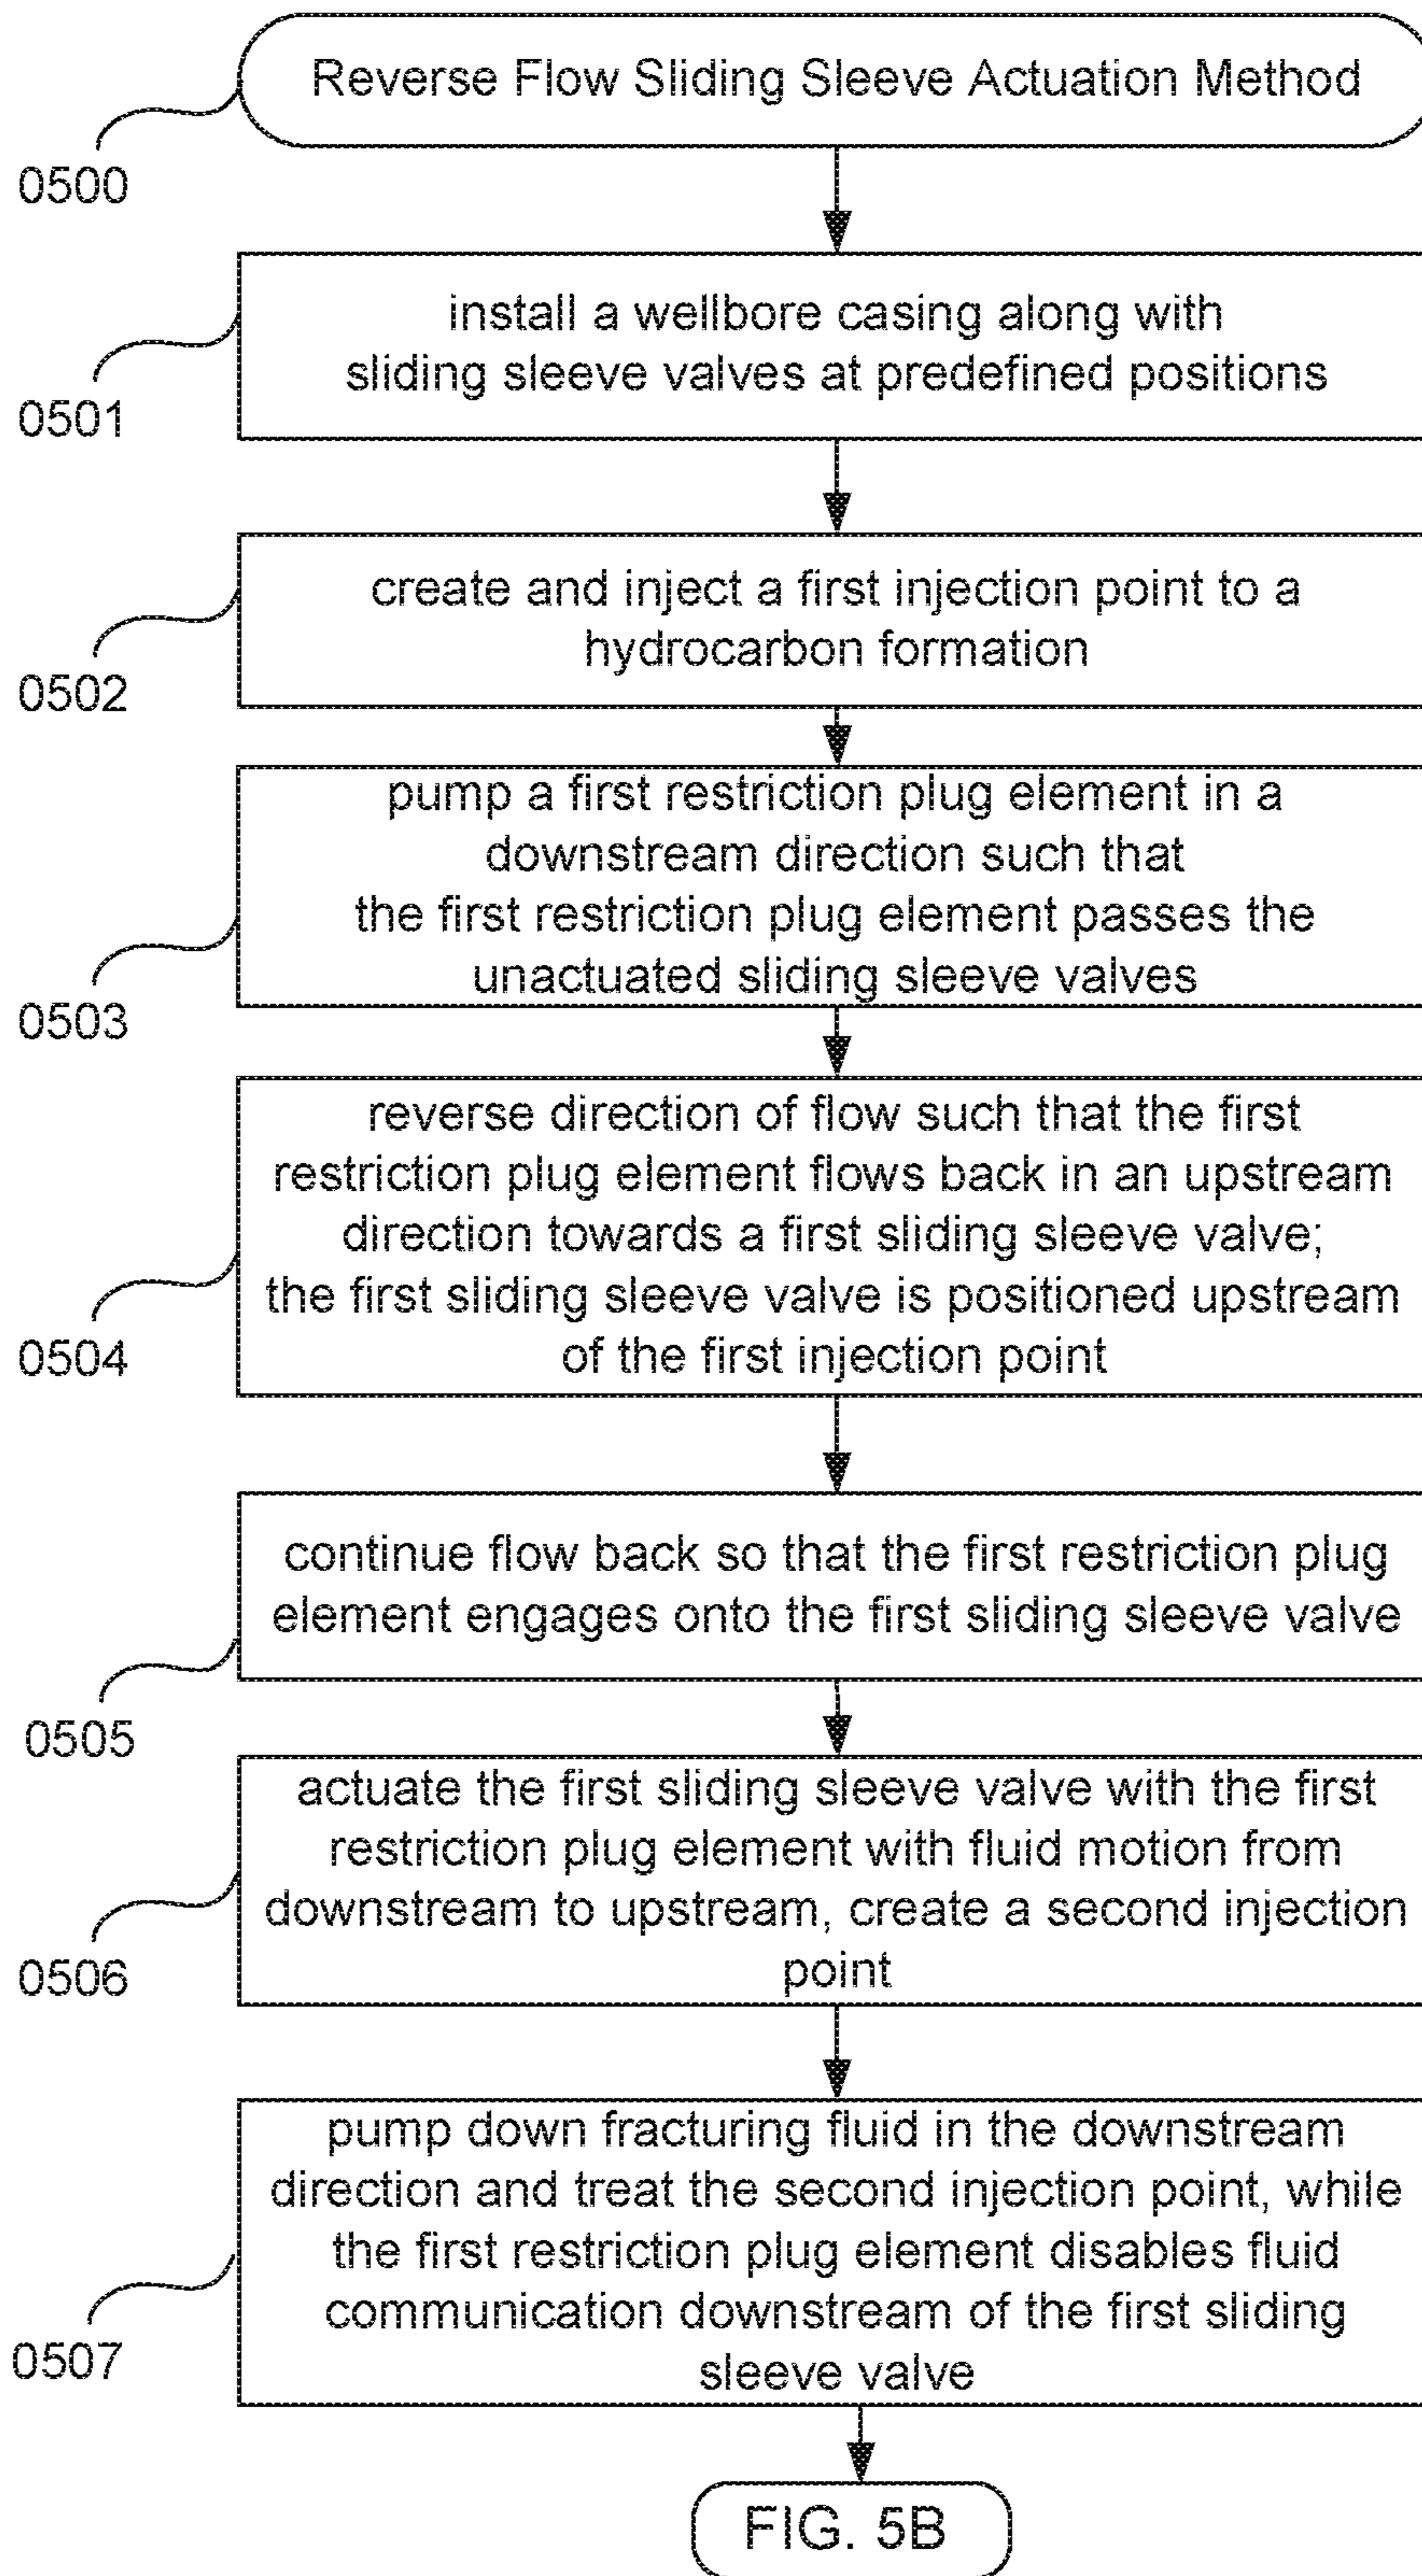 Reverse Flow Sliding Sleeve Actuation Method
0500
install a wellbore casing along with
sliding sleeve valves at predefined positions
0501
create and inject a first injection point to a
hydrocarbon formation
0502
pump a first restriction plug element in a
downstream direction such that
the first restriction plug element passes the
unactuated sliding sleeve valves
0503
reverse direction of flow such that the first
restriction plug element flows back in an upstream
direction towards a first sliding sleeve valve;
the first sliding sleeve valve is positioned upstream
of the first injection point
0504
continue flow back so that the first restriction plug
element engages onto the first sliding sleeve valve
0505
actuate the first sliding sleeve valve with the first
restriction plug element with fluid motion from
downstream to upstream, create a second injection
point
0506
pump down fracturing fluid in the downstream
direction and treat the second injection point, while
the first restriction plug element disables fluid
communication downstream of the first sliding
sleeve valve
0507
FIG. 5B